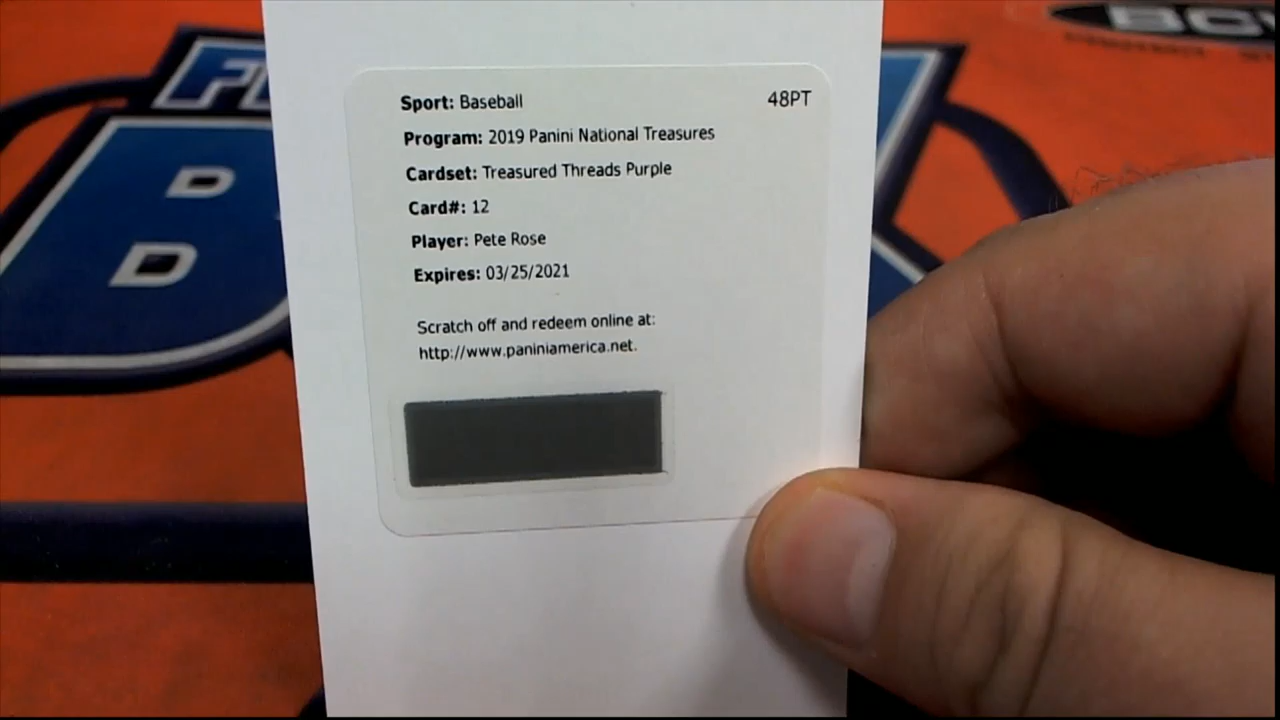 Sport: Baseball
48PT
Program: 2019 Panini National Treasures
Cardset: Treasured Threads Purple
Card#: 12
Player: Pete Rose
Expires: 03/25/2021
Scratch off and redeem online at:
http://www.paniniamerica.net.